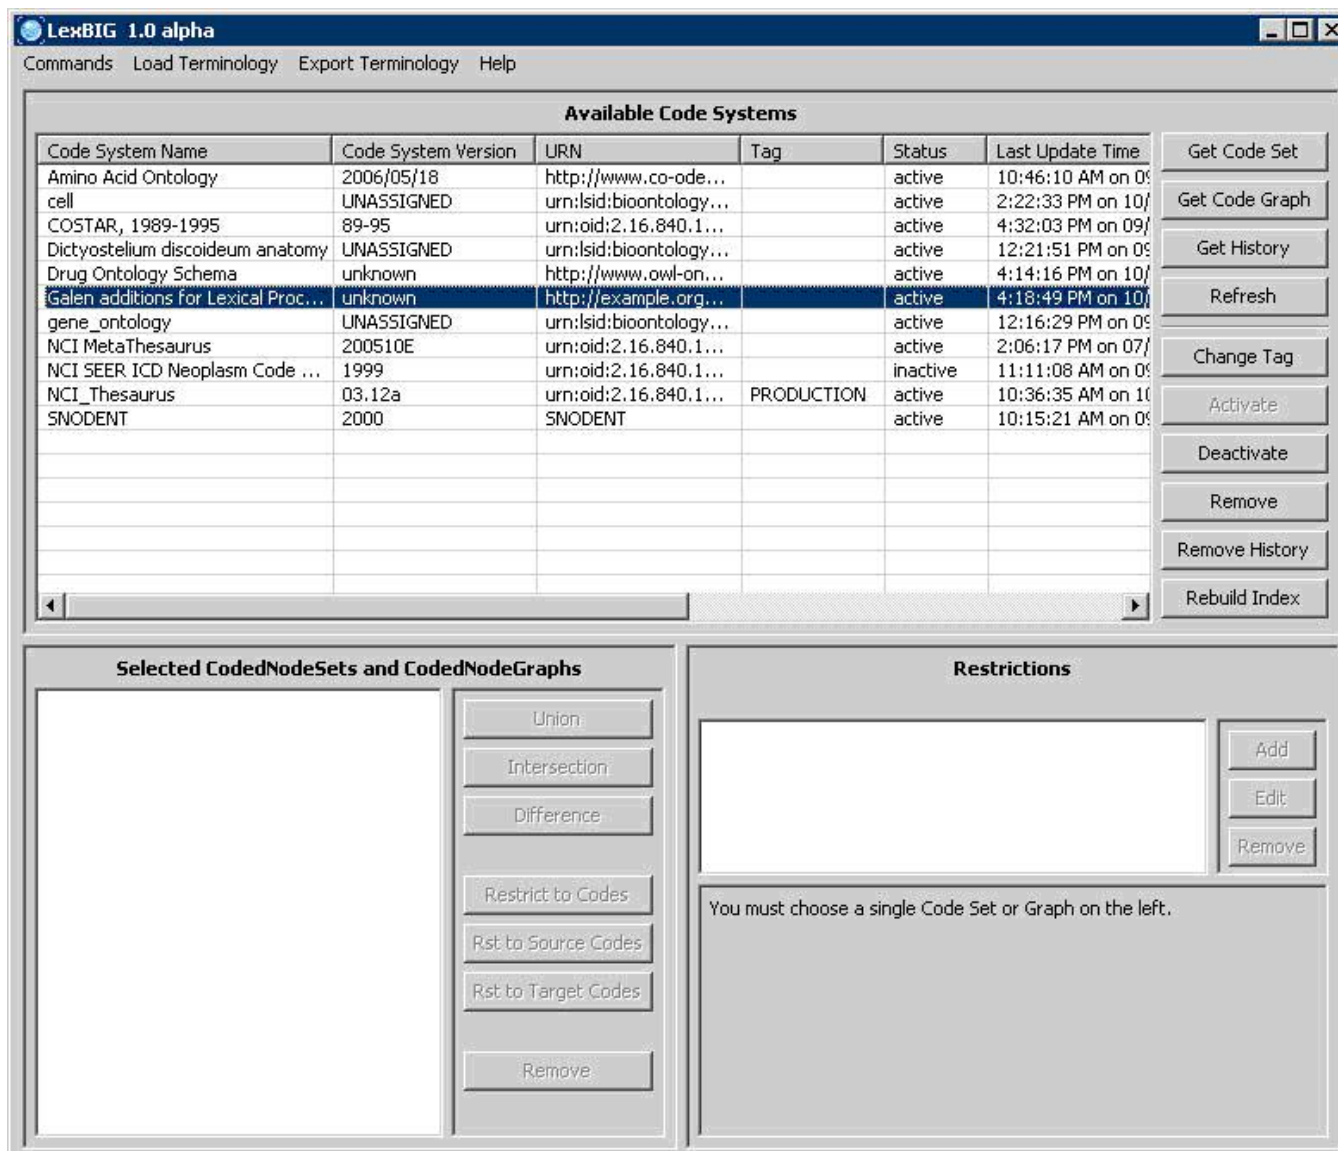 LexBIG 1.0 alpha
Commands Load Terminology Export Terminology Help
Available Code Systems
Code System Name Code System Version URN Tag Status Last Update Time
Amino Acid Ontology 2006/05/18 http://www.co-ode... active 10:46:10 AM on 09
cell UNASSIGNED urn:lsid:bioontology... active 2:22:33 PM on 10/
COSTAR, 1989-1995 89-95 urn:oid:2.16.840.1... active 4:32:03 PM on 09/
Dictyostelium discoideum anatomy UNASSIGNED urn:lsid:bioontology... active 12:21:51 PM on 09
Drug Ontology Schema unknown http://www.owl-on... active 4:14:16 PM on 10/
Galen additions for Lexical Proc... unknown http://example.org... active 4:18:49 PM on 10/
gene_ontology UNASSIGNED urn:lsid:bioontology... active 12:16:29 PM on 09
NCI MetaThesaurus 200510E urn:oid:2.16.840.1... active 2:06:17 PM on 07/
NCI SEER ICD Neoplasm Code ... 1999 urn:oid:2.16.840.1... inactive 11:11:08 AM on 09
NCI_Thesaurus 03.12a urn:oid:2.16.840.1... PRODUCTION active 10:36:35 AM on 10
SNODENT 2000 SNODENT active 10:15:21 AM on 09
Get Code Set
Get Code Graph
Get History
Refresh
Change Tag
Activate
Deactivate
Remove
Remove History
Rebuild Index
Selected CodedNodeSets and CodedNodeGraphs
Union
Intersection
Difference
Restrict to Codes
Rst to Source Codes
Rst to Target Codes
Remove
Restrictions
Add
Edit
Remove
You must choose a single Code Set or Graph on the left.